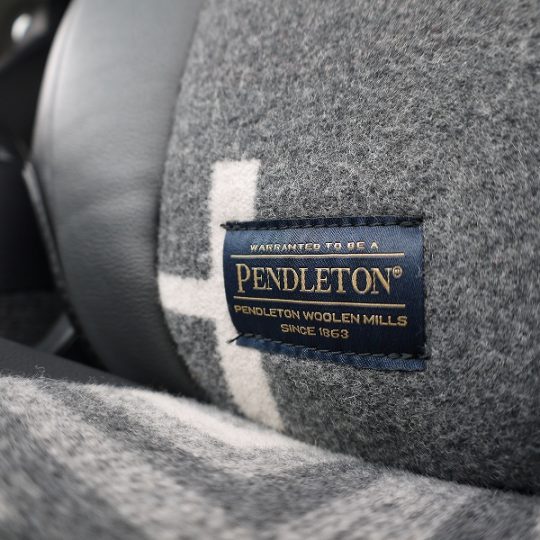 WARRANTED TO BE A
PENDLETON®
PENDLETON WOOLEN MILLS
SINCE 1863